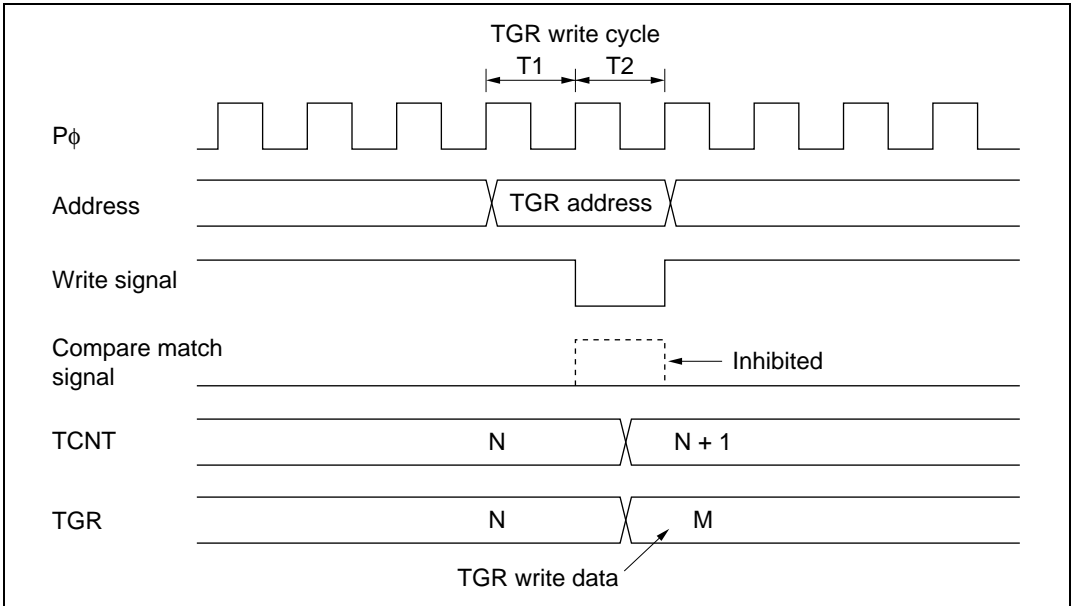 TGR write cycle
T1 T2
Pϕ
Address TGR address
Write signal
Compare match
signal
Inhibited
TCNT N N + 1
TGR N M
TGR write data